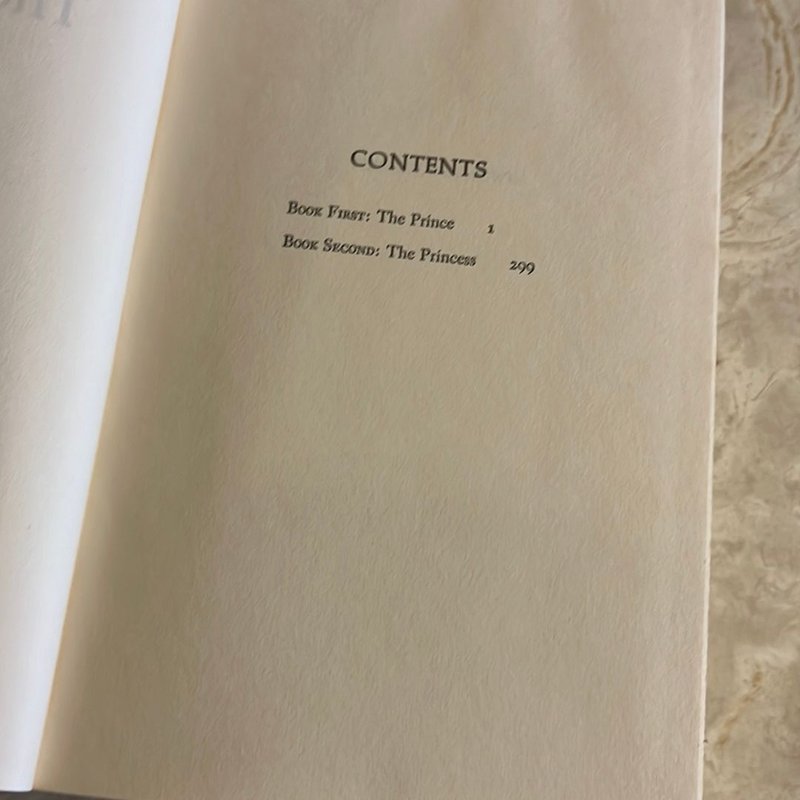 CONTENTS
Book First: The Prince 1
Book Second: The Princess 299